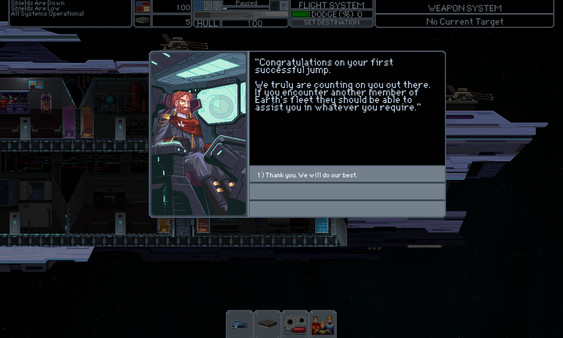 Shields Are Down
Shields Are Low
All Systems Operational
100
5
Paused
HULL
100
FLIGHT SYSTEM
DODGE(%) 0
SET DESTINATION
WEAPON SYSTEM
No Current Target
"Congratulations on your first
successful jump.
We truly are counting on you out there.
If you encounter another member of
Earth's fleet they should be able to
assist you in whatever you require."
1) Thank you. We will do our best.